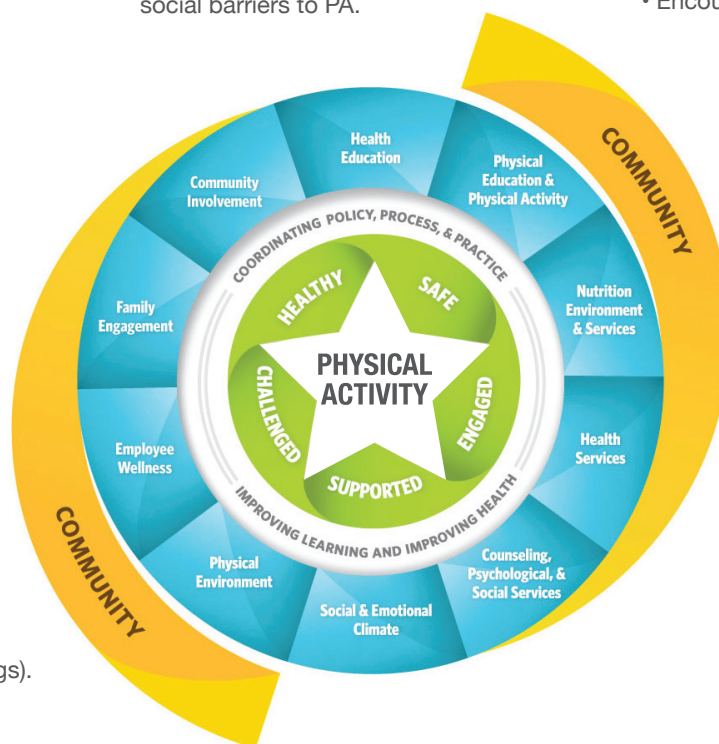 social barriers to PA.
• Encou
COMMUNITY
Health
Education
Physical
Education &
Physical Activity
Nutrition
Environment
& Services
Health
Services
Counseling,
Psychological, &
Social Services
Social & Emotional
Climate
Physical
Environment
Employee
Wellness
Family
Engagement
Community
Involvement
COORDINATING POLICY, PROCESS, & PRACTICE
IMPROVING LEARNING AND IMPROVING HEALTH
HEALTHY
SAFE
ENGAGED
SUPPORTED
CHALLENGED
PHYSICAL
ACTIVITY
COMMUNITY
gs).